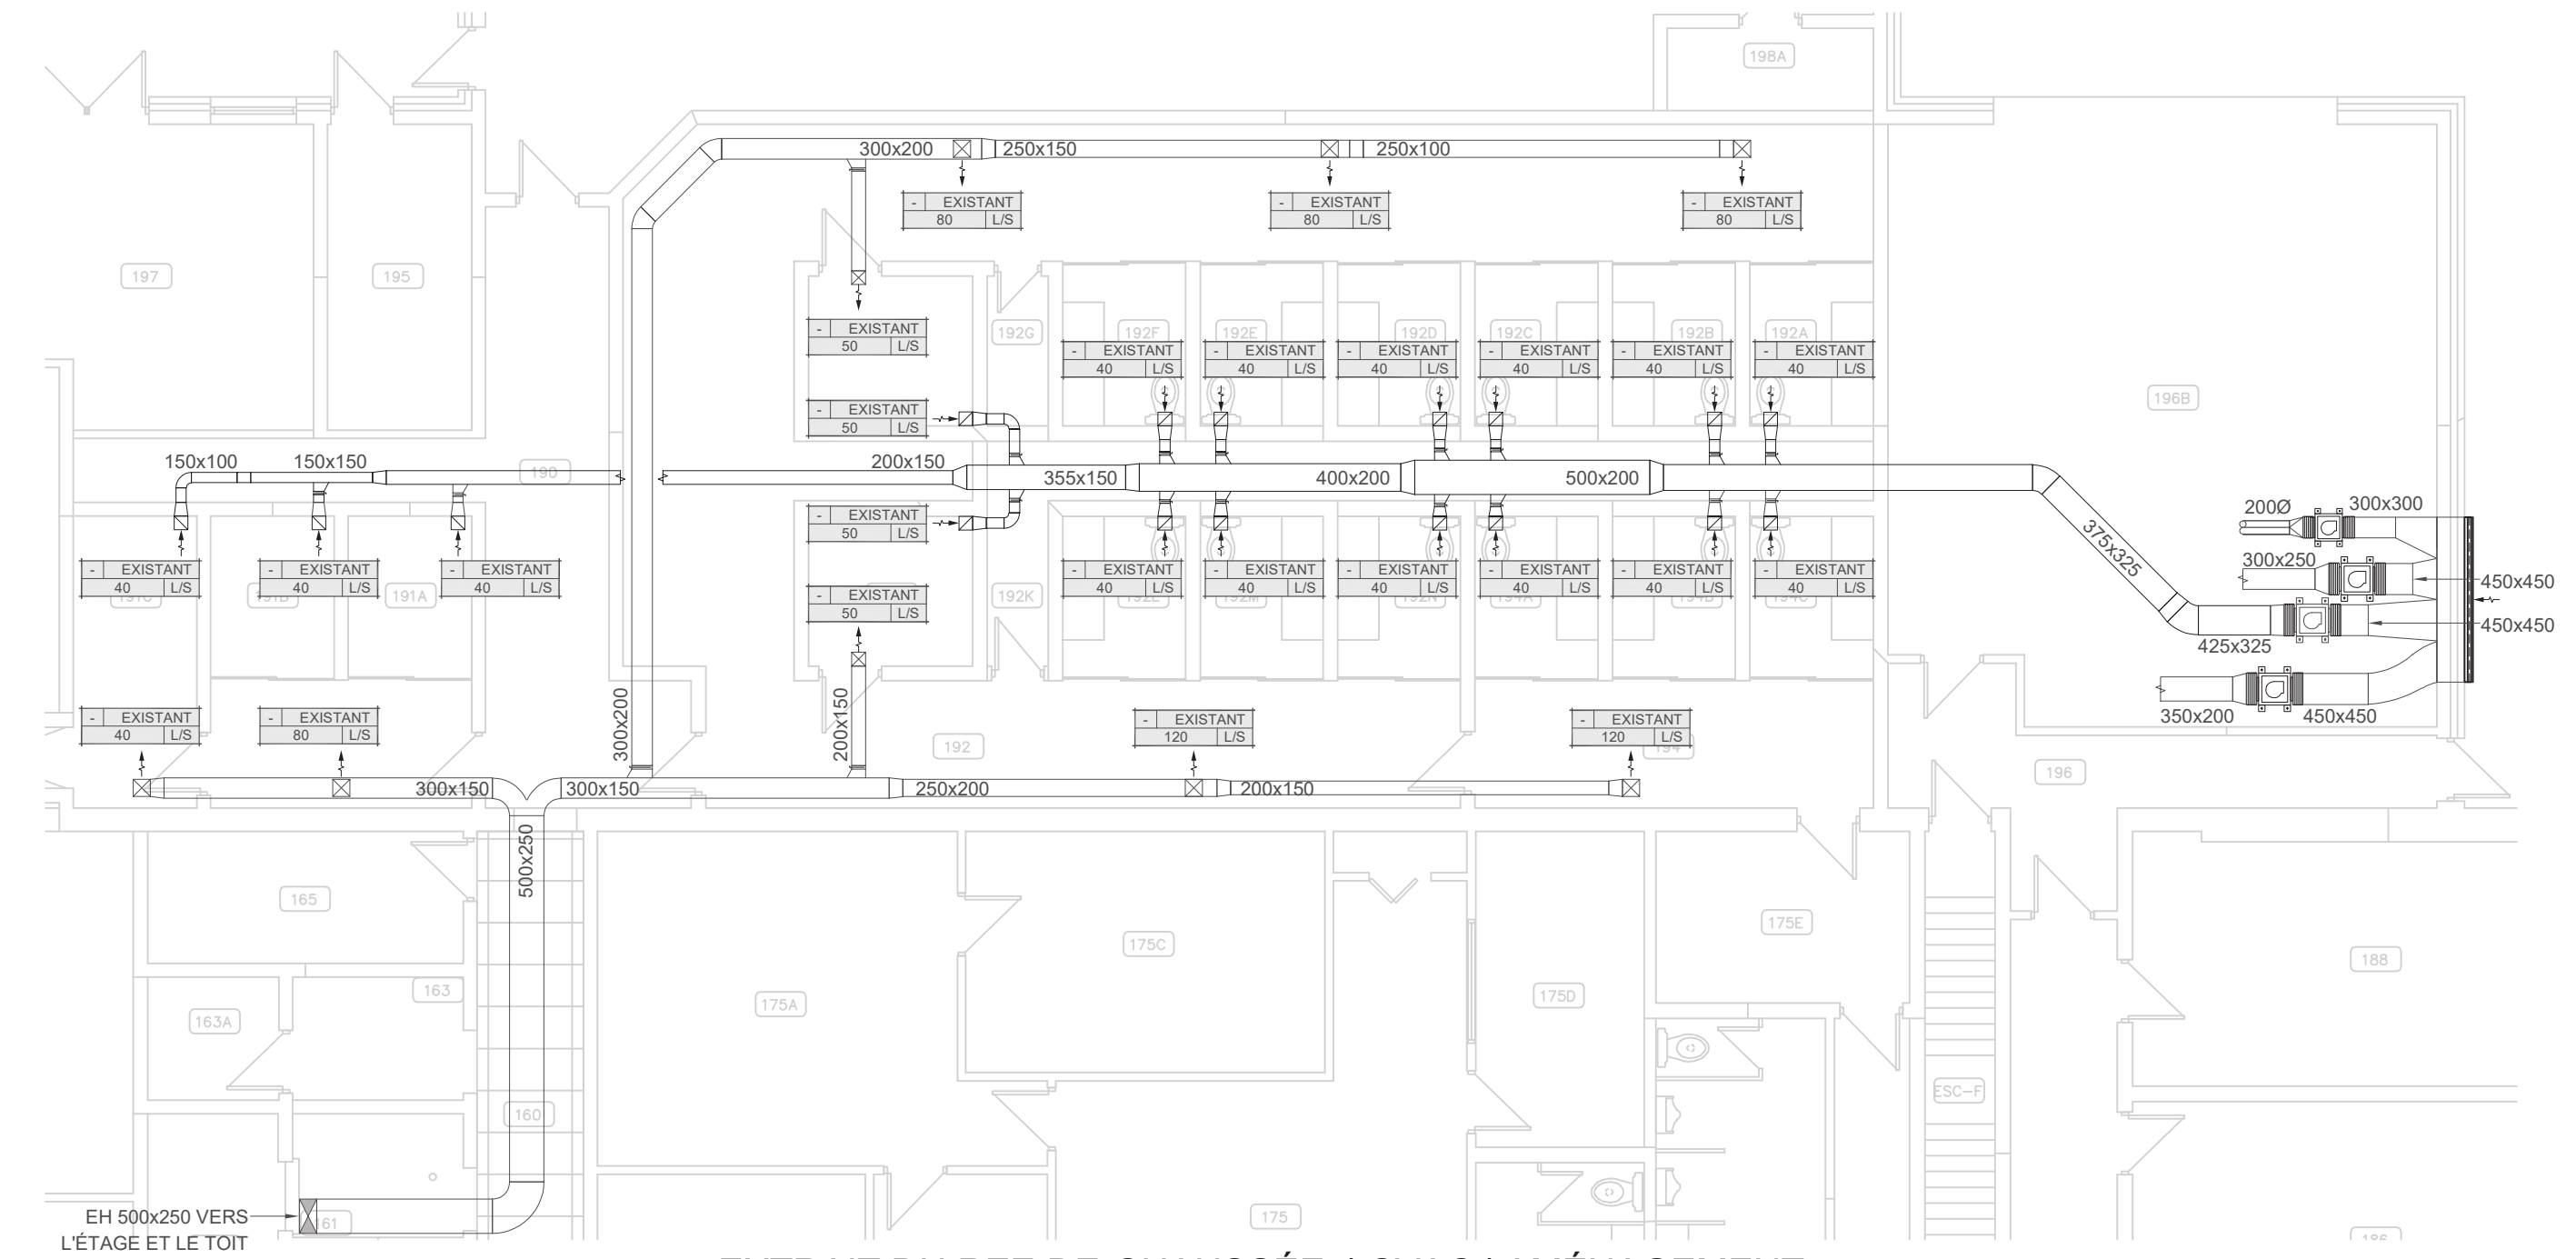 198A
300x200
250x150
250x100
- EXISTANT
80 L/S
- EXISTANT
80 L/S
- EXISTANT
80 L/S
197
195
- EXISTANT
50 L/S
192G
192F
192E
192D
192C
192B
192A
- EXISTANT
40 L/S
- EXISTANT
40 L/S
- EXISTANT
40 L/S
- EXISTANT
40 L/S
- EXISTANT
40 L/S
- EXISTANT
40 L/S
196B
- EXISTANT
50 L/S
150x100
150x150
190
200x150
355x150
400x200
500x200
375x325
200Ø
300x300
- EXISTANT
50 L/S
300x250
450x450
- EXISTANT
40 L/S
- EXISTANT
40 L/S
- EXISTANT
40 L/S
- EXISTANT
40 L/S
- EXISTANT
40 L/S
- EXISTANT
40 L/S
- EXISTANT
40 L/S
- EXISTANT
40 L/S
- EXISTANT
40 L/S
191A
- EXISTANT
50 L/S
192K
450x450
425x325
300x200
200x150
350x200
450x450
- EXISTANT
40 L/S
- EXISTANT
80 L/S
- EXISTANT
120 L/S
- EXISTANT
120 L/S
192
194
196
300x150
300x150
250x200
200x150
500x250
165
175C
175E
188
163
175A
175D
163A
160
ESC-F
EH 500x250 VERS
L'ÉTAGE ET LE TOIT
161
175